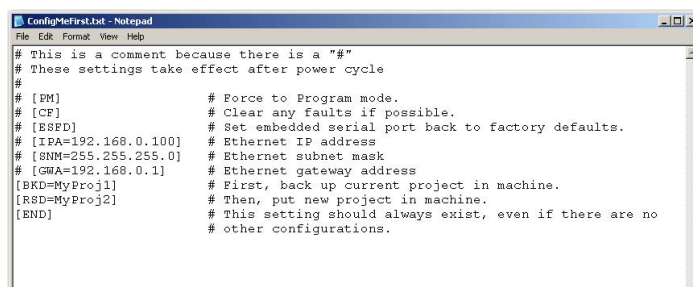 ConfigMeFirst.txt - Notepad
File Edit Format View Help
# This is a comment because there is a "#"
# These settings take effect after power cycle
#
# [PM] # Force to Program mode.
# [CF] # Clear any faults if possible.
# [ESFD] # Set embedded serial port back to factory defaults.
# [IPA=192.168.0.100] # Ethernet IP address
# [SNM=255.255.255.0] # Ethernet subnet mask
# [GWA=192.168.0.1] # Ethernet gateway address
[BKD=MyProj1] # First, back up current project in machine.
[RSD=MyProj2] # Then, put new project in machine.
[END] # This setting should always exist, even if there are no
# other configurations.